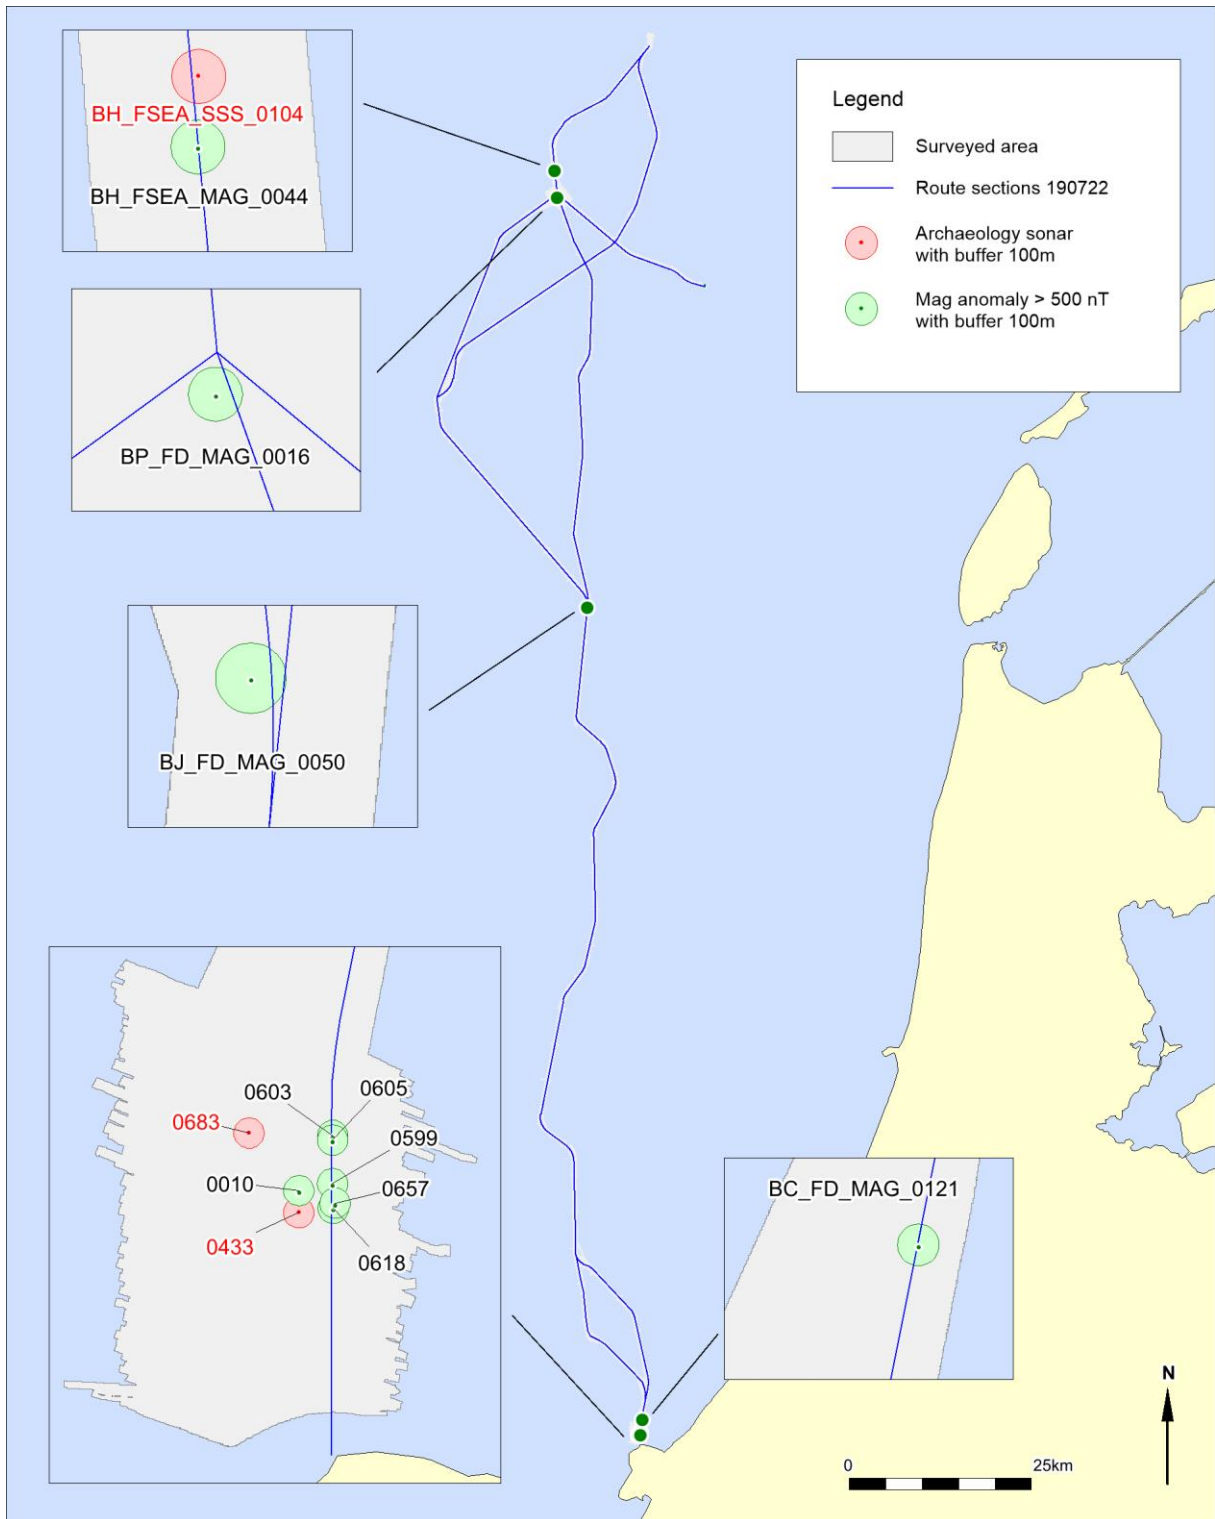 BH_FSEA_SSS_0104
BH_FSEA_MAG_0044
Legend
Surveyed area
Route sections 190722
Archaeology sonar
with buffer 100m
Mag anomaly > 500 nT
with buffer 100m
BP_FD_MAG_0016
BJ_FD_MAG_0050
0603
0605
0683
0599
0010
0657
0433
0618
BC_FD_MAG_0121
N
0
25km